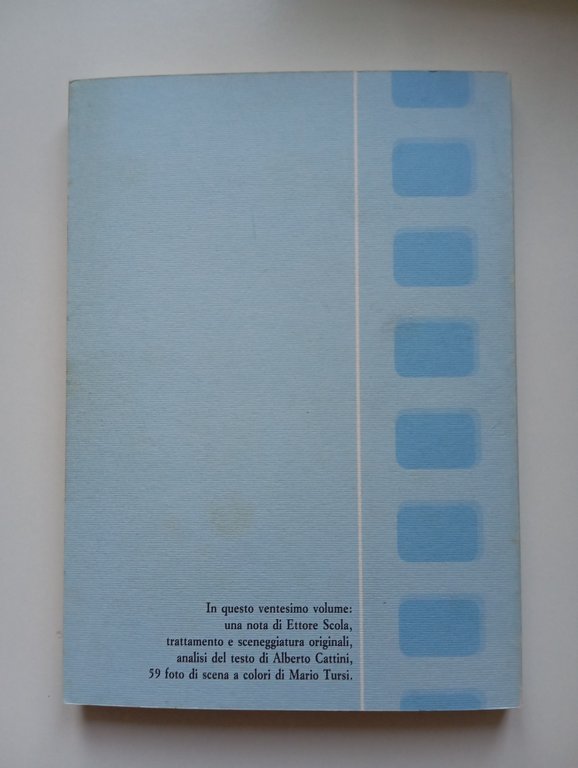 In questo ventesimo volume:
una nota di Ettore Scola,
trattamento e sceneggiatura originali,
analisi del testo di Alberto Cattini,
59 foto di scena a colori di Mario Tursi.